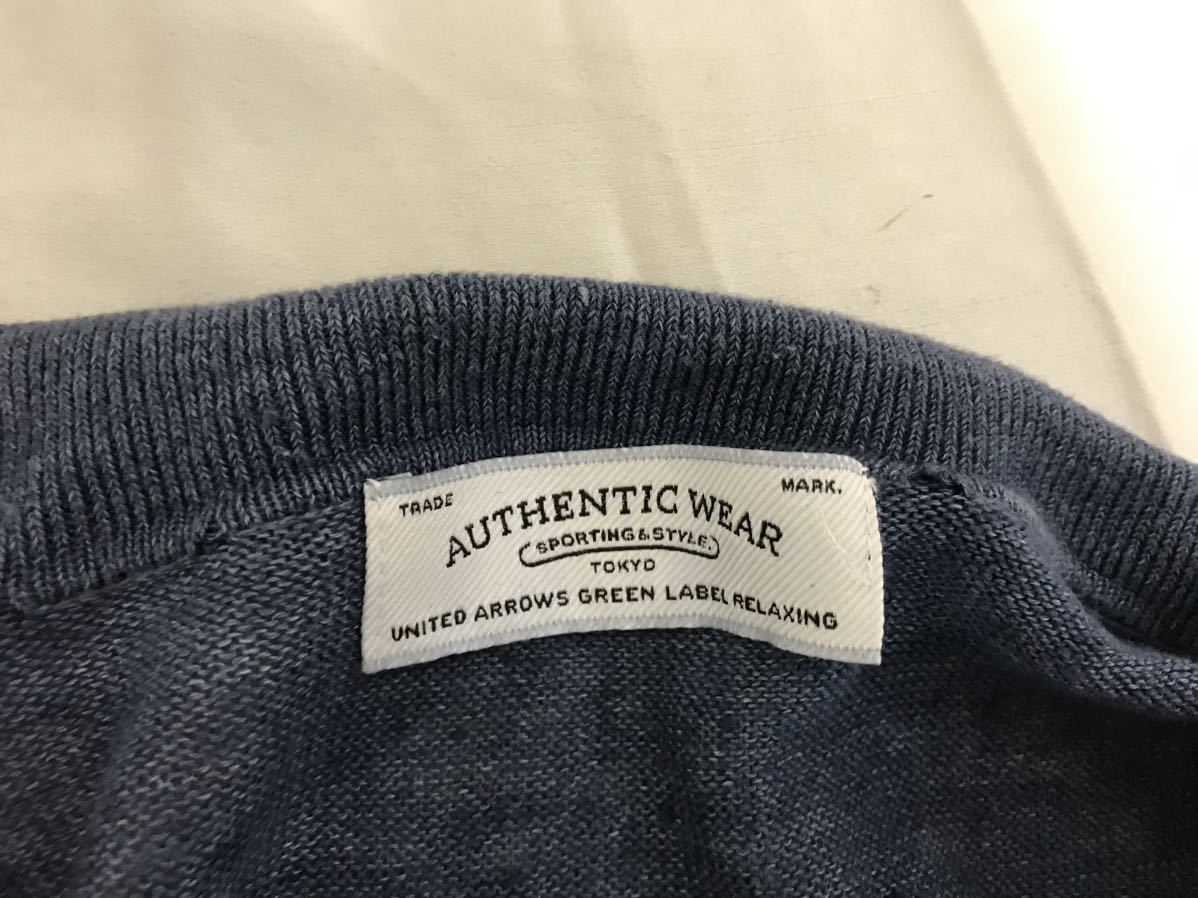 TRADE MARK.
AUTHENTIC WEAR
SPORTING & STYLE.
TOKYO
UNITED ARROWS GREEN LABEL RELAXING